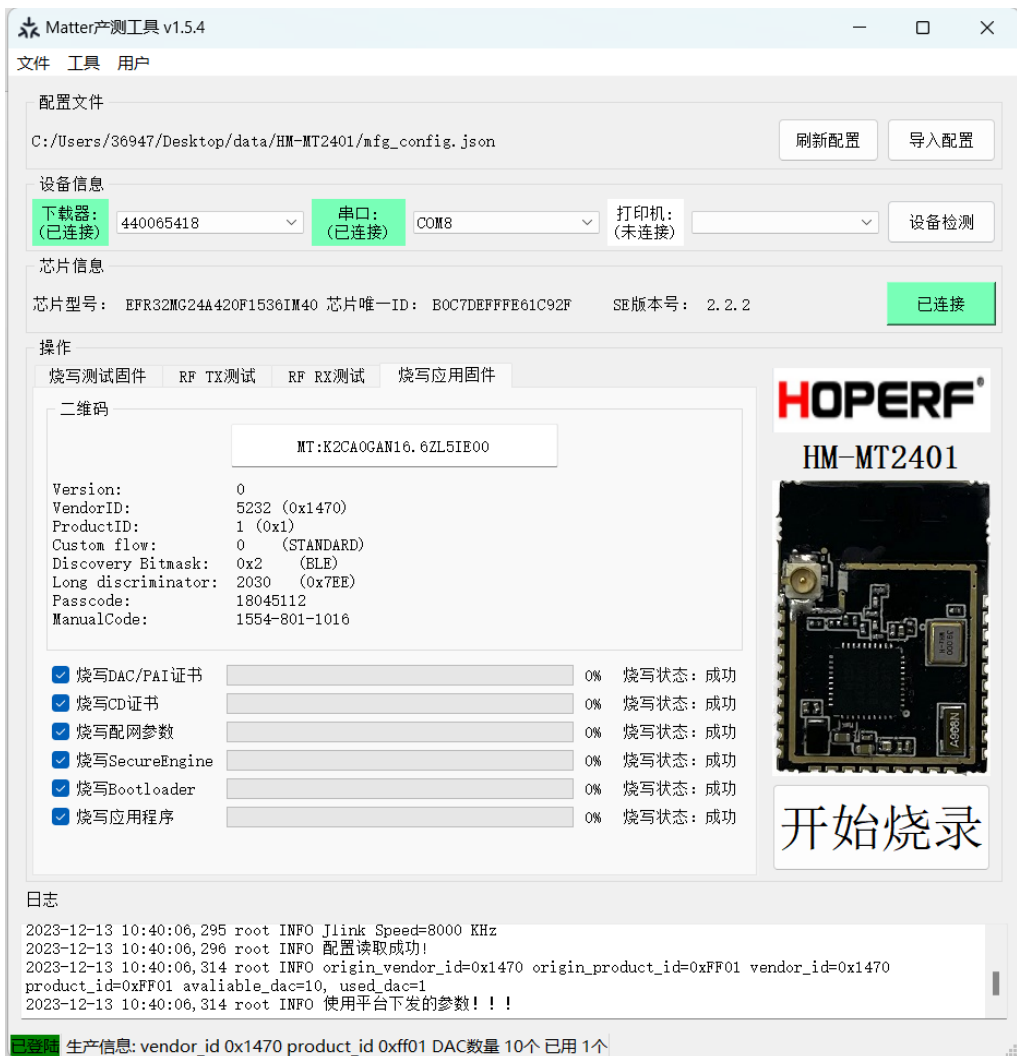 Matter产测工具 v1.5.4
文件 工具 用户
配置文件
C:/Users/36947/Desktop/data/HM-MT2401/mfg_config.json 刷新配置 导入配置
设备信息
下载器:
(已连接)
440065418
串口:
(已连接)
COM8
打印机:
(未连接)
设备检测
芯片信息
芯片型号: EFR32MG24A420F1536IM40 芯片唯一ID: B0C7DEFFFE61C92F SE版本号: 2.2.2 已连接
操作
烧写测试固件 RF TX测试 RF RX测试 烧写应用固件
二维码
MT:K2CA0GAN16.6ZL5IE00
Version: 0
VendorID: 5232 (0x1470)
ProductID: 1 (0x1)
Custom flow: 0 (STANDARD)
Discovery Bitmask: 0x2 (BLE)
Long discriminator: 2030 (0x7EE)
Passcode: 18045112
ManualCode: 1554-801-1016
烧写DAC/PAI证书 0% 烧写状态: 成功
烧写CD证书 0% 烧写状态: 成功
烧写配网参数 0% 烧写状态: 成功
烧写SecureEngine 0% 烧写状态: 成功
烧写Bootloader 0% 烧写状态: 成功
烧写应用程序 0% 烧写状态: 成功
HOPERF
HM-MT2401
A908N
开始烧录
日志
2023-12-13 10:40:06,295 root INFO Jlink Speed=8000 KHz
2023-12-13 10:40:06,296 root INFO 配置读取成功!
2023-12-13 10:40:06,314 root INFO origin_vendor_id=0x1470 origin_product_id=0xFF01 vendor_id=0x1470
product_id=0xFF01 avaliable_dac=10, used_dac=1
2023-12-13 10:40:06,314 root INFO 使用平台下发的参数!!!
已登陆 生产信息: vendor_id 0x1470 product_id 0xff01 DAC数量 10个 已用 1个